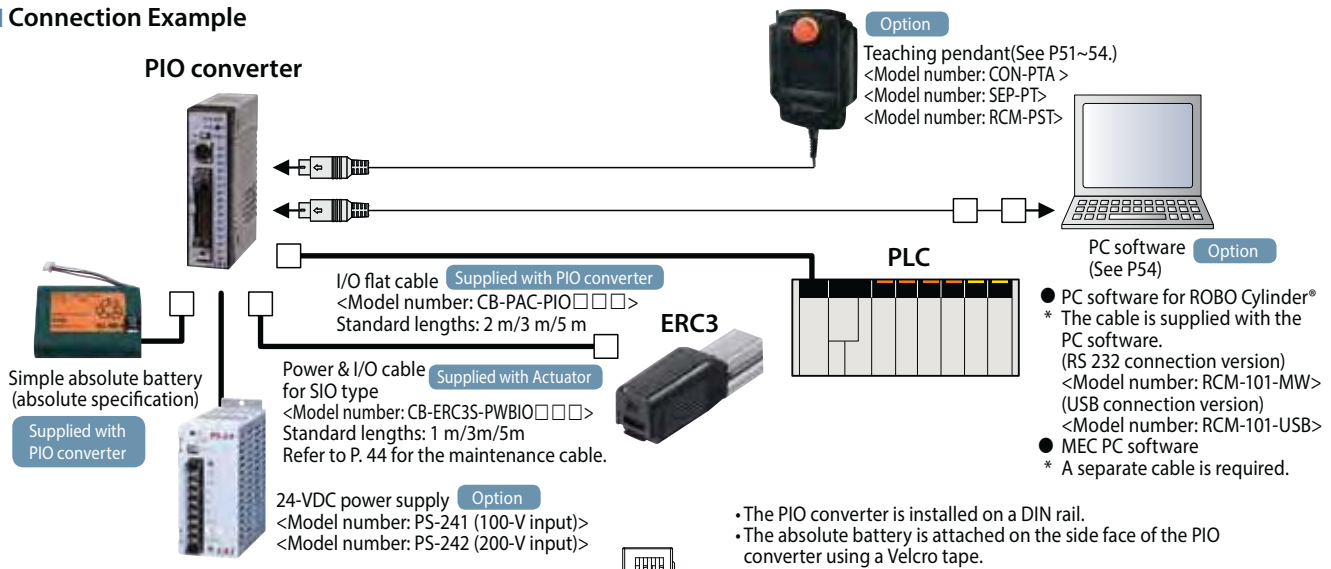 Connection Example
PIO converter
Option
Teaching pendant(See P51~54.)
<Model number: CON-PTA >
<Model number: SEP-PT>
<Model number: RCM-PST>
PC software Option
(See P54)
● PC software for ROBO Cylinder®
* The cable is supplied with the
PC software.
(RS 232 connection version)
<Model number: RCM-101-MW>
(USB connection version)
<Model number: RCM-101-USB>
● MEC PC software
* A separate cable is required.
PLC
I/O flat cable Supplied with PIO converter
<Model number: CB-PAC-PIO□□□>
Standard lengths: 2 m/3 m/5 m
ERC3
Power & I/O cable Supplied with Actuator
for SIO type
<Model number: CB-ERC3S-PWBIO□□□>
Standard lengths: 1 m/3m/5m
Refer to P. 44 for the maintenance cable.
Simple absolute battery
(absolute specification)
Supplied with
PIO converter
24-VDC power supply Option
<Model number: PS-241 (100-V input)>
<Model number: PS-242 (200-V input)>
• The PIO converter is installed on a DIN rail.
• The absolute battery is attached on the side face of the PIO
converter using a Velcro tape.